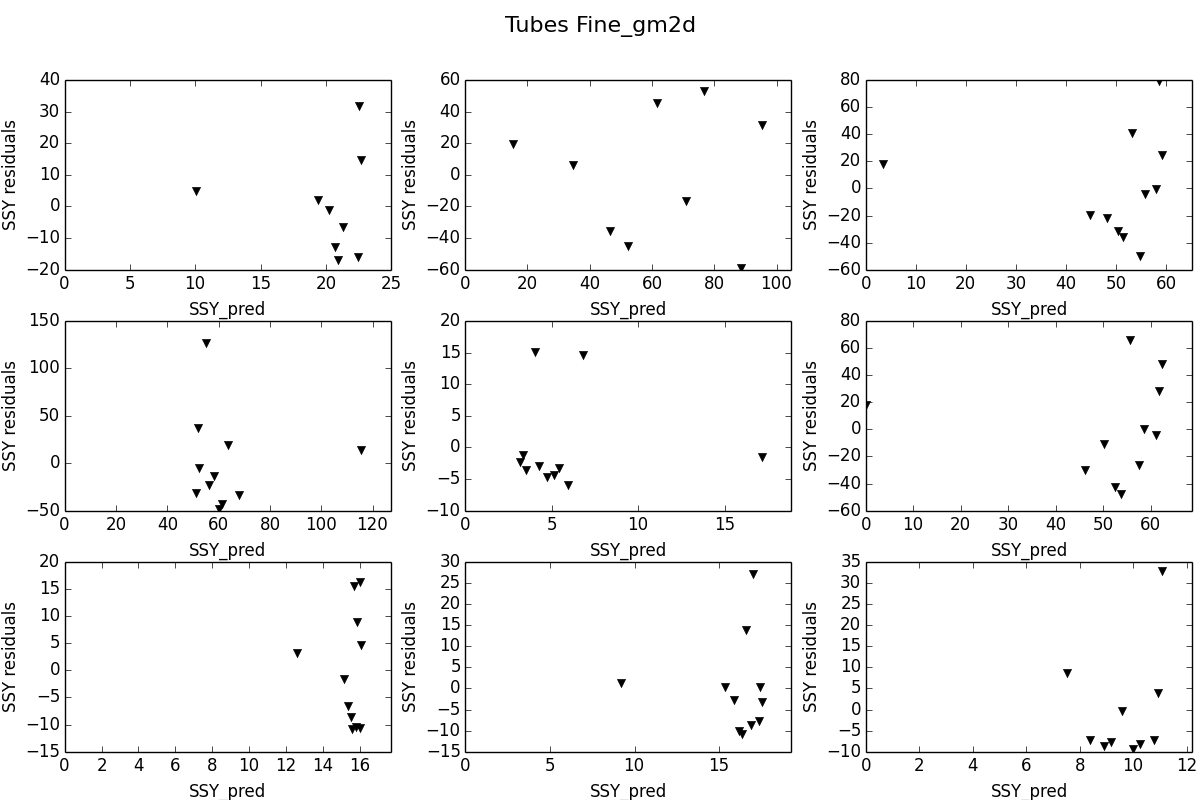 Tubes Fine_gm2d
40 30 20 10 0 −10 −20
SSY residuals
0 5 10 15 20 25
SSY_pred
60 40 20 0 −20 −40 −60
SSY residuals
0 20 40 60 80 100
SSY_pred
80 60 40 20 0 −20 −40 −60
SSY residuals
0 10 20 30 40 50 60
SSY_pred
150 100 50 0 −50
SSY residuals
0 20 40 60 80 100 120
SSY_pred
20 15 10 5 0 −5 −10
SSY residuals
0 5 10 15
SSY_pred
80 60 40 20 0 −20 −40 −60
SSY residuals
0 10 20 30 40 50 60
SSY_pred
20 15 10 5 0 −5 −10 −15
SSY residuals
0 2 4 6 8 10 12 14 16
SSY_pred
30 25 20 15 10 5 0 −5 −10 −15
SSY residuals
0 5 10 15
SSY_pred
35 30 25 20 15 10 5 0 −5 −10
SSY residuals
0 2 4 6 8 10 12
SSY_pred